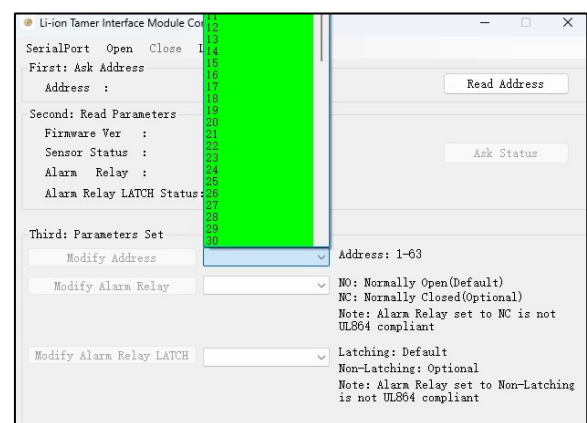 Li-ion Tamer Interface Module Co
SerialPort Open Close
First: Ask Address
Address :
Read Address
Second: Read Parameters
Firmware Ver :
Sensor Status :
Alarm Relay :
Alarm Relay LATCH Status:
Ask Status
11
12
13
14
15
16
17
18
19
20
21
22
23
24
25
26
27
28
29
30
Third: Parameters Set
Modify Address
Address: 1-63
Modify Alarm Relay
NO: Normally Open(Default)
NC: Normally Closed(Optional)
Note: Alarm Relay set to NC is not
UL864 compliant
Modify Alarm Relay LATCH
Latching: Default
Non-Latching: Optional
Note: Alarm Relay set to Non-Latching
is not UL864 compliant